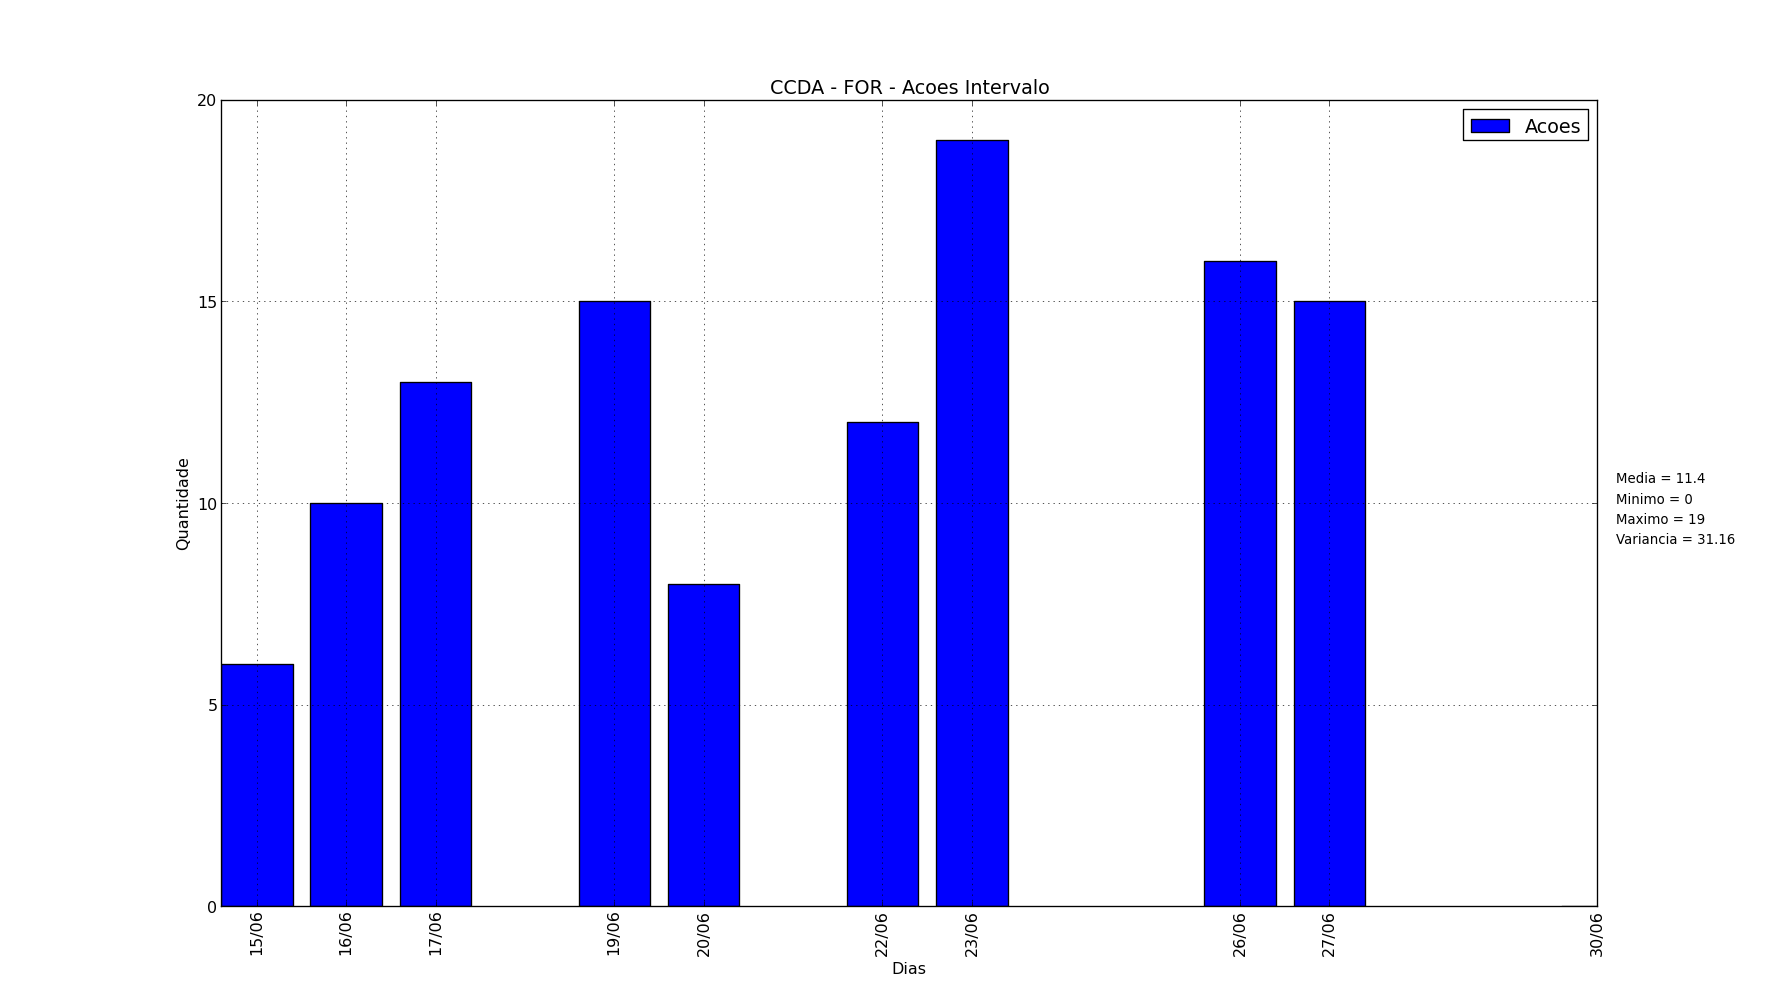 CCDA - FOR - Acoes Intervalo
Acoes
20
15
10
5
0
Quantidade
Media = 11.4
Minimo = 0
Maximo = 19
Variancia = 31.16
15/06
16/06
17/06
19/06
20/06
22/06
23/06
26/06
27/06
30/06
Dias